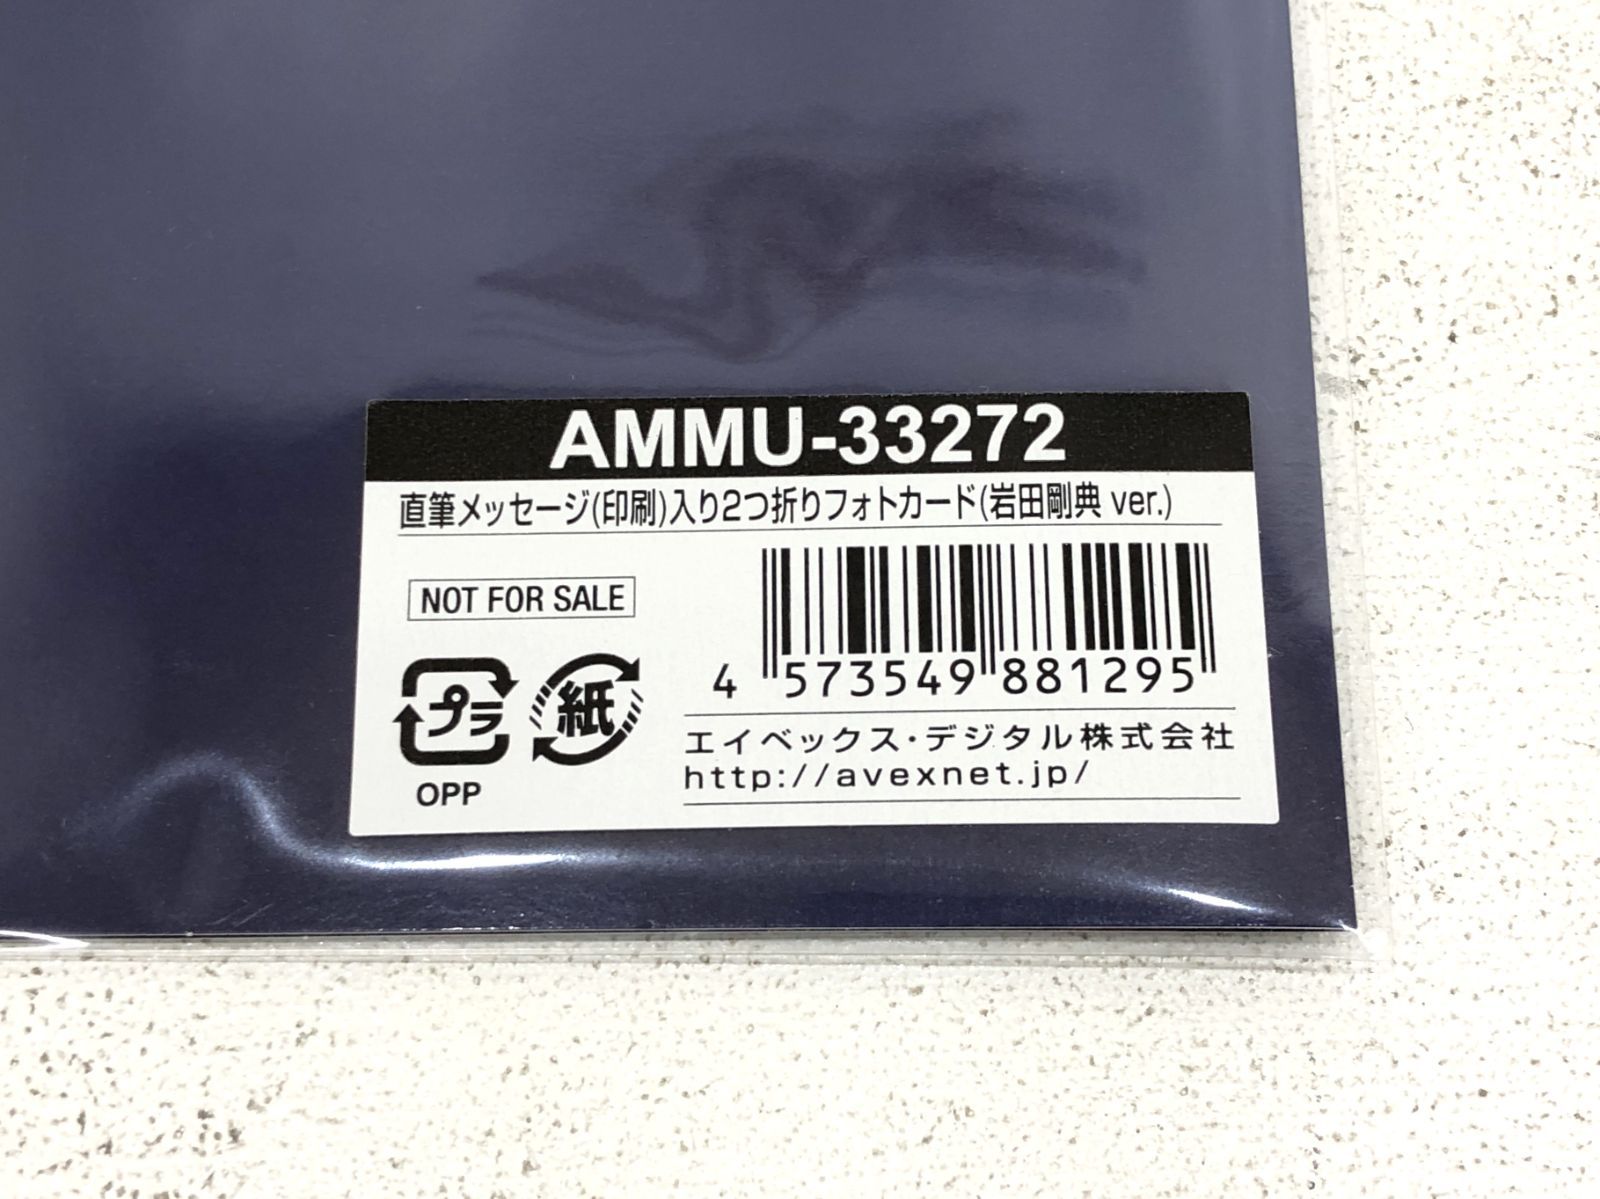 AMMU-33272
直筆メッセージ(印刷)入り2つ折りフォトカード(岩田剛典 ver.)
NOT FOR SALE
4 573549 881295
プラ
紙
OPP
エイベックス・デジタル株式会社
http://avexnet.jp/